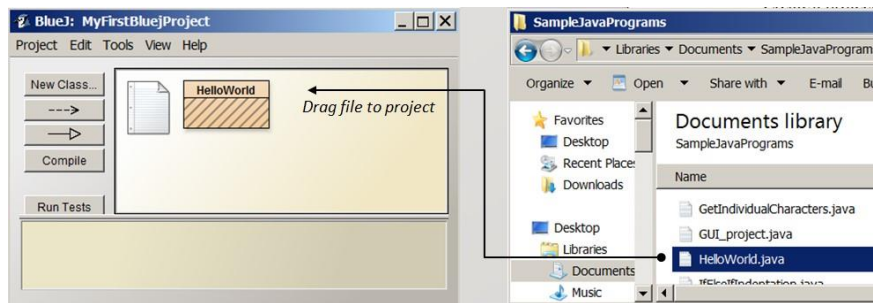 BlueJ: MyFirstBluejProject
Project Edit Tools View Help
New Class...
Compile
Run Tests
HelloWorld
Drag file to project
SampleJavaPrograms
Libraries Documents SampleJavaProgram
Organize Open Share with E-mail
Favorites
Desktop
Recent Places
Downloads
Desktop
Libraries
Documents
Music
Documents library
SampleJavaPrograms
Name
GetIndividualCharacters.java
GUI_project.java
HelloWorld.java
IfElseIfIndentation.java